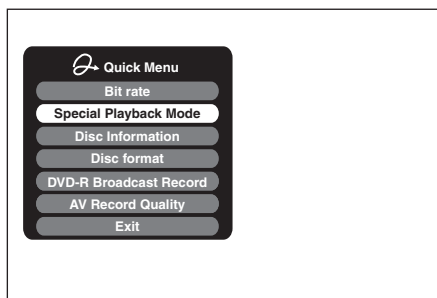 Quick Menu
Bit rate
Special Playback Mode
Disc Information
Disc format
DVD-R Broadcast Record
AV Record Quality
Exit